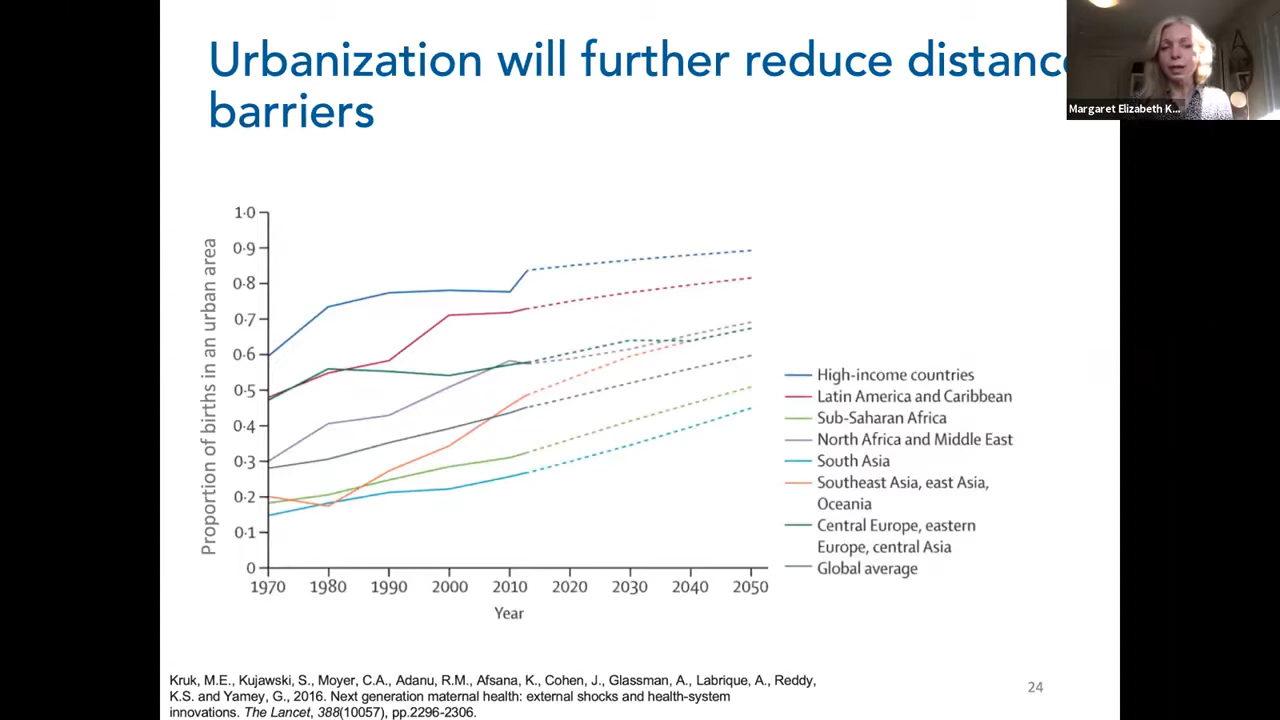 Urbanization will further reduce distance
barriers
Margaret Elizabeth K...
Proportion of births in an urban area
1·0
0·9
0·8
0·7
0·6
0·5
0·4
0·3
0·2
0·1
0
1970 1980 1990 2000 2010 2020 2030 2040 2050
Year
High-income countries
Latin America and Caribbean
Sub-Saharan Africa
North Africa and Middle East
South Asia
Southeast Asia, east Asia,
Oceania
Central Europe, eastern
Europe, central Asia
Global average
Kruk, M.E., Kujawski, S., Moyer, C.A., Adanu, R.M., Afsana, K., Cohen, J., Glassman, A., Labrique, A., Reddy,
K.S. and Yamey, G., 2016. Next generation maternal health: external shocks and health-system
innovations. The Lancet, 388(10057), pp.2296-2306.
24